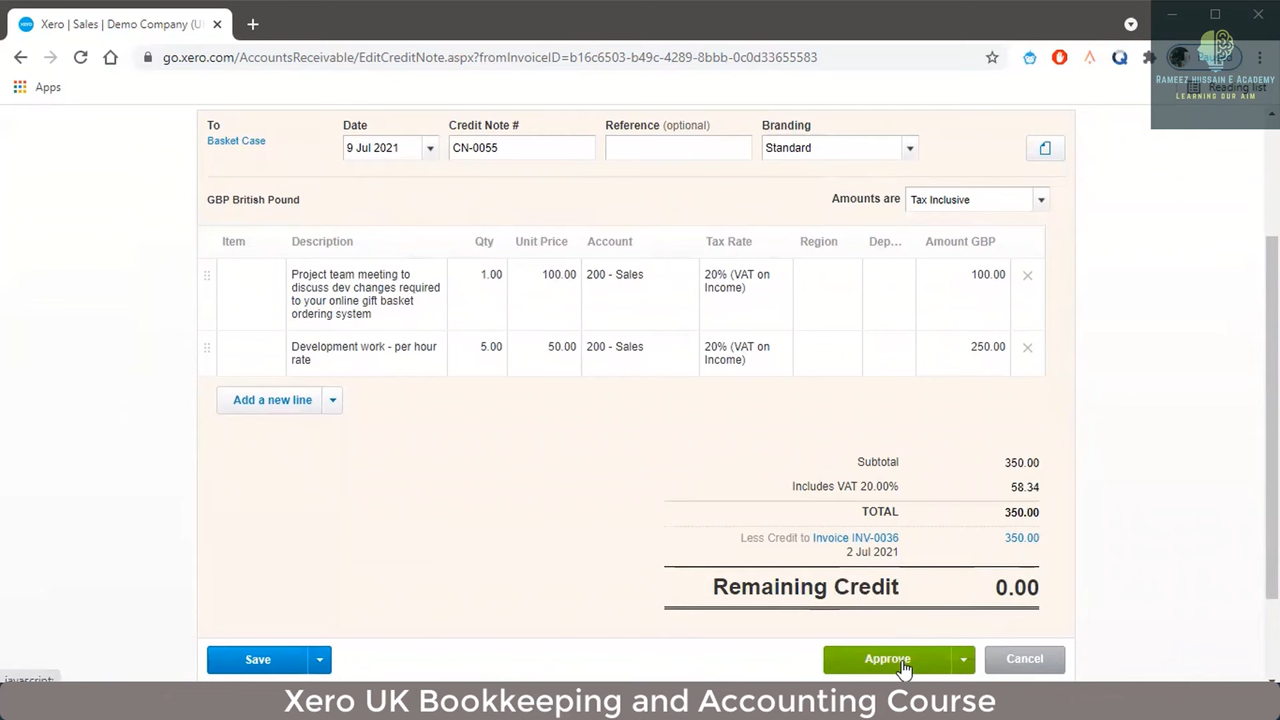 Xero | Sales | Demo Company (U
go.xero.com/AccountsReceivable/EditCreditNote.aspx?fromInvoiceID=b16c6503-b49c-4289-8bbb-0c0d33655583
Apps
Reading list
RAMEEZ HUSSAIN E ACADEMY
LEARNING OUR AIM
To
Basket Case
Date
9 Jul 2021
Credit Note #
CN-0055
Reference (optional)
Branding
Standard
GBP British Pound
Amounts are
Tax Inclusive
Item Description Qty Unit Price Account Tax Rate Region Dep... Amount GBP
Project team meeting to
discuss dev changes required
to your online gift basket
ordering system
1.00 100.00 200 - Sales
20% (VAT on
Income)
100.00
Development work - per hour
rate
5.00 50.00 200 - Sales
20% (VAT on
Income)
250.00
Add a new line
Subtotal 350.00
Includes VAT 20.00% 58.34
TOTAL 350.00
Less Credit to Invoice INV-0036 350.00
2 Jul 2021
Remaining Credit 0.00
Save
Approve
Cancel
Xero UK Bookkeeping and Accounting Course